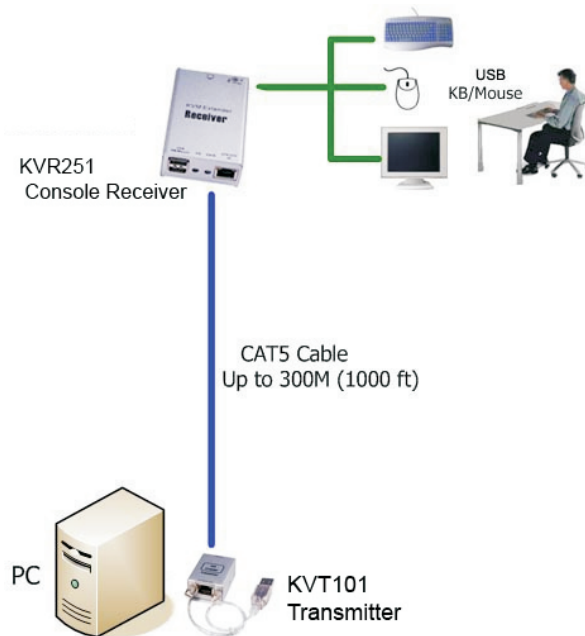 Receiver
USB
KB/Mouse
KVR251
Console Receiver
CAT5 Cable
Up to 300M (1000 ft)
PC
KVT101
Transmitter